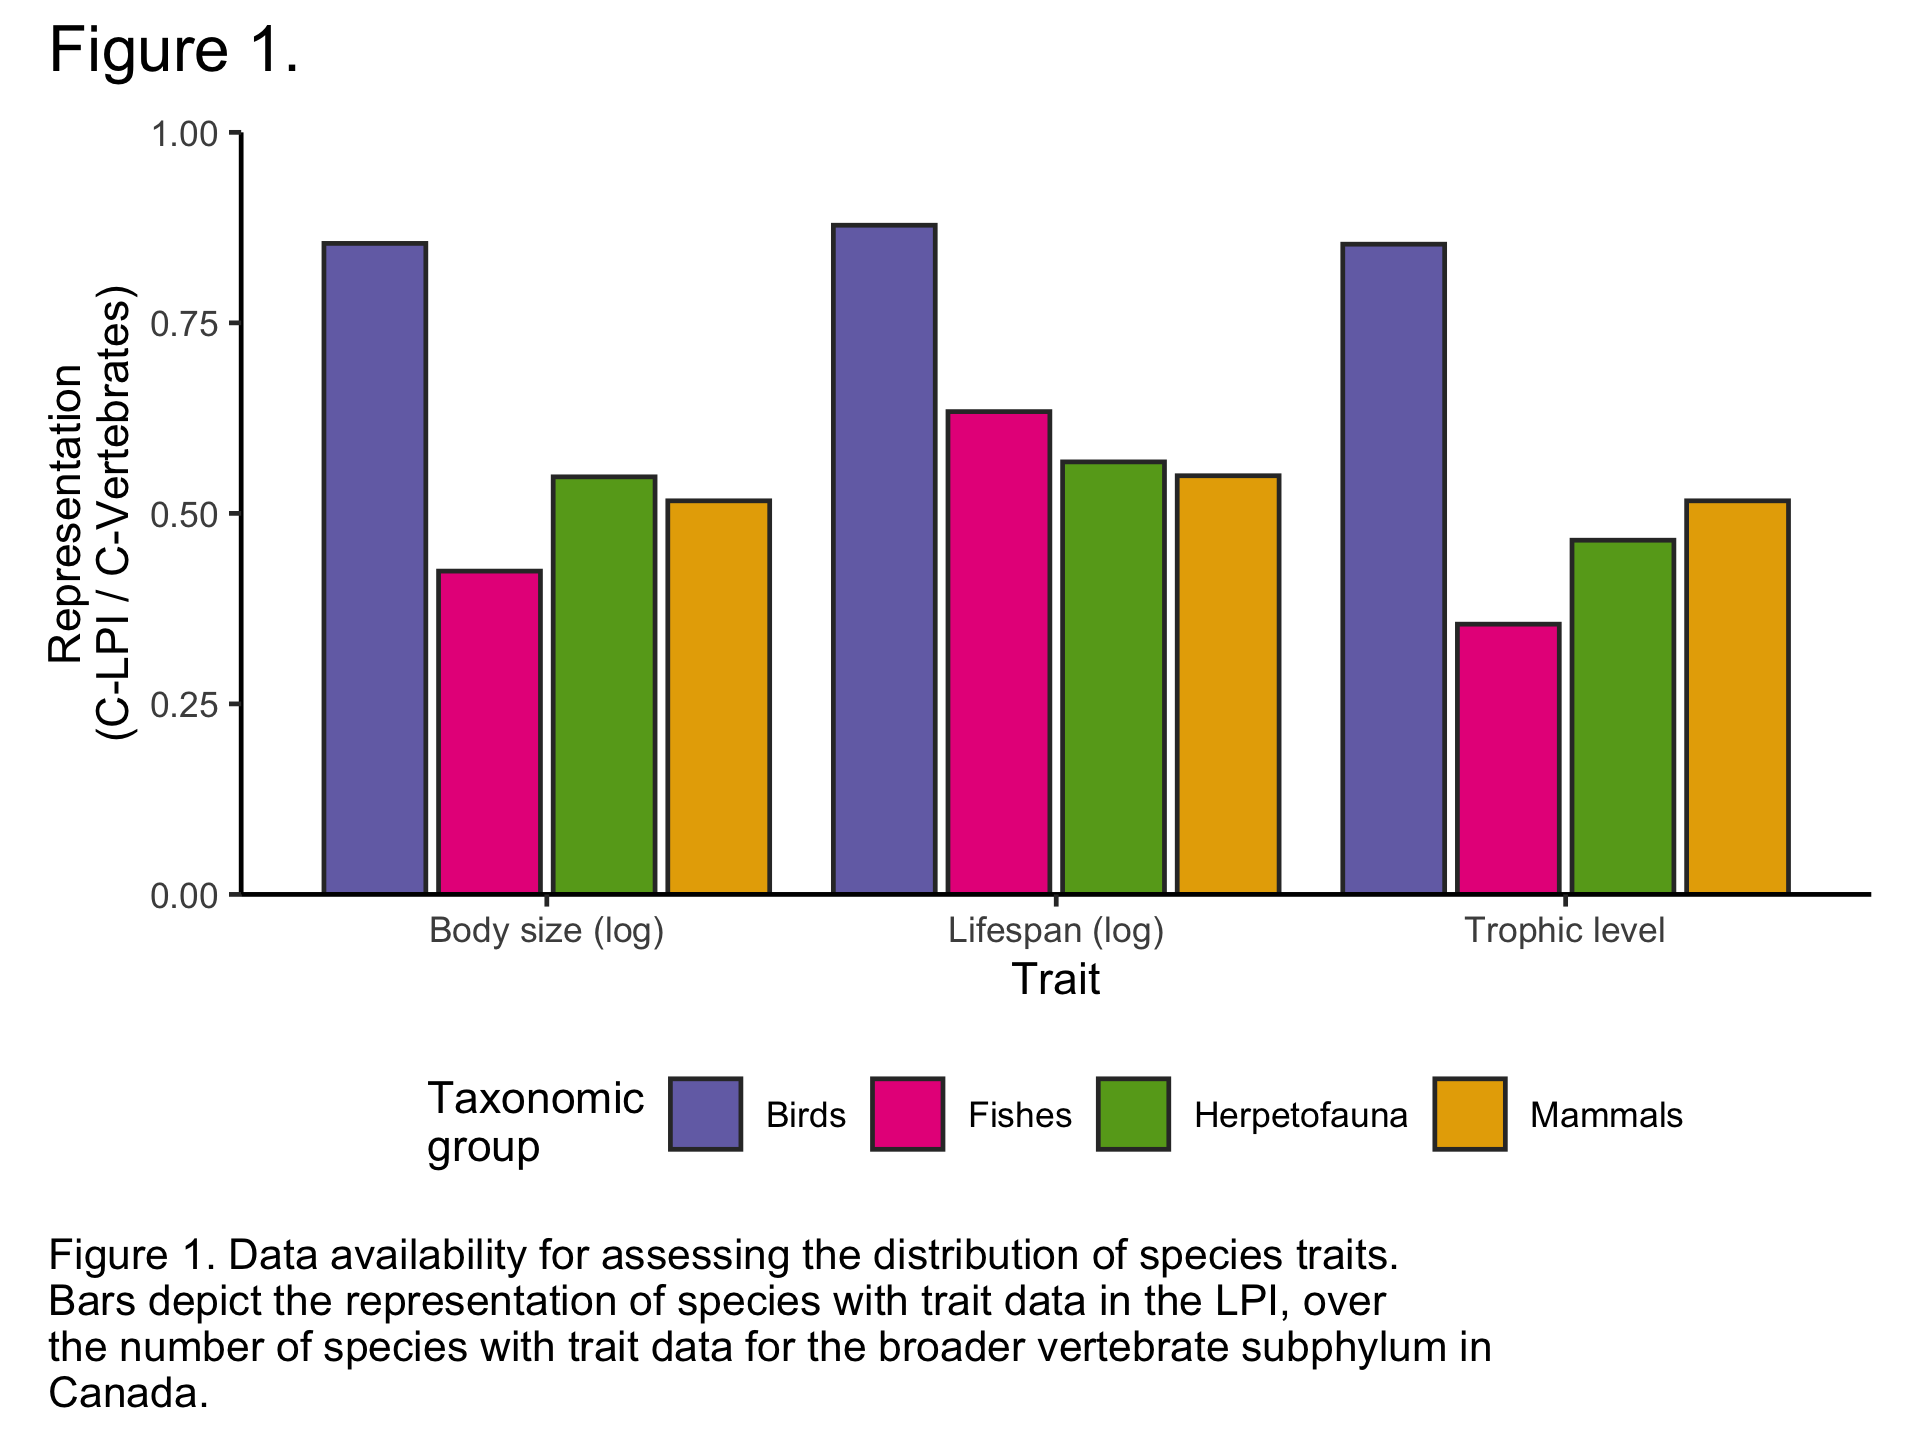 Figure 1.
1.00
0.75
0.50
0.25
0.00
Representation
(C-LPI / C-Vertebrates)
Body size (log)
Lifespan (log)
Trophic level
Trait
Taxonomic
group
Birds
Fishes
Herpetofauna
Mammals
Figure 1. Data availability for assessing the distribution of species traits.
Bars depict the representation of species with trait data in the LPI, over
the number of species with trait data for the broader vertebrate subphylum in
Canada.